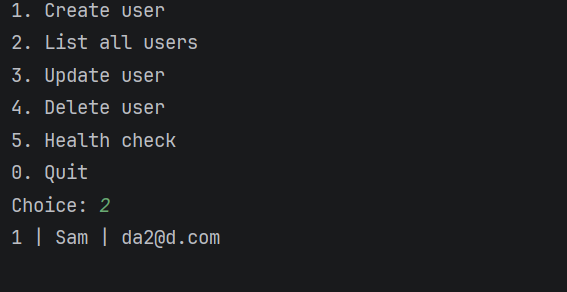 1. Create user
2. List all users
3. Update user
4. Delete user
5. Health check
0. Quit
Choice: 2
1 | Sam | da2@d.com